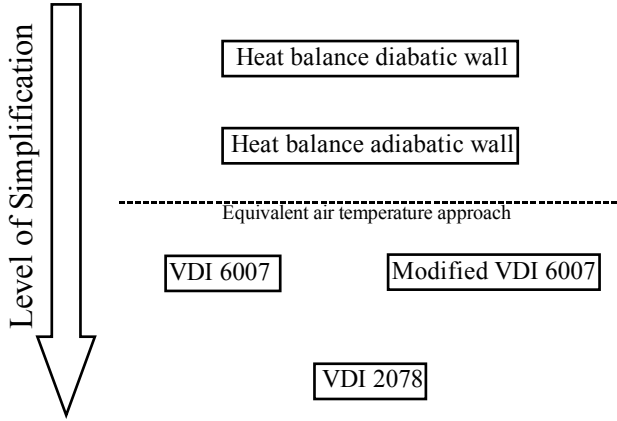 Level of Simplification
Heat balance diabatic wall
Heat balance adiabatic wall
Equivalent air temperature approach
VDI 6007
Modified VDI 6007
VDI 2078